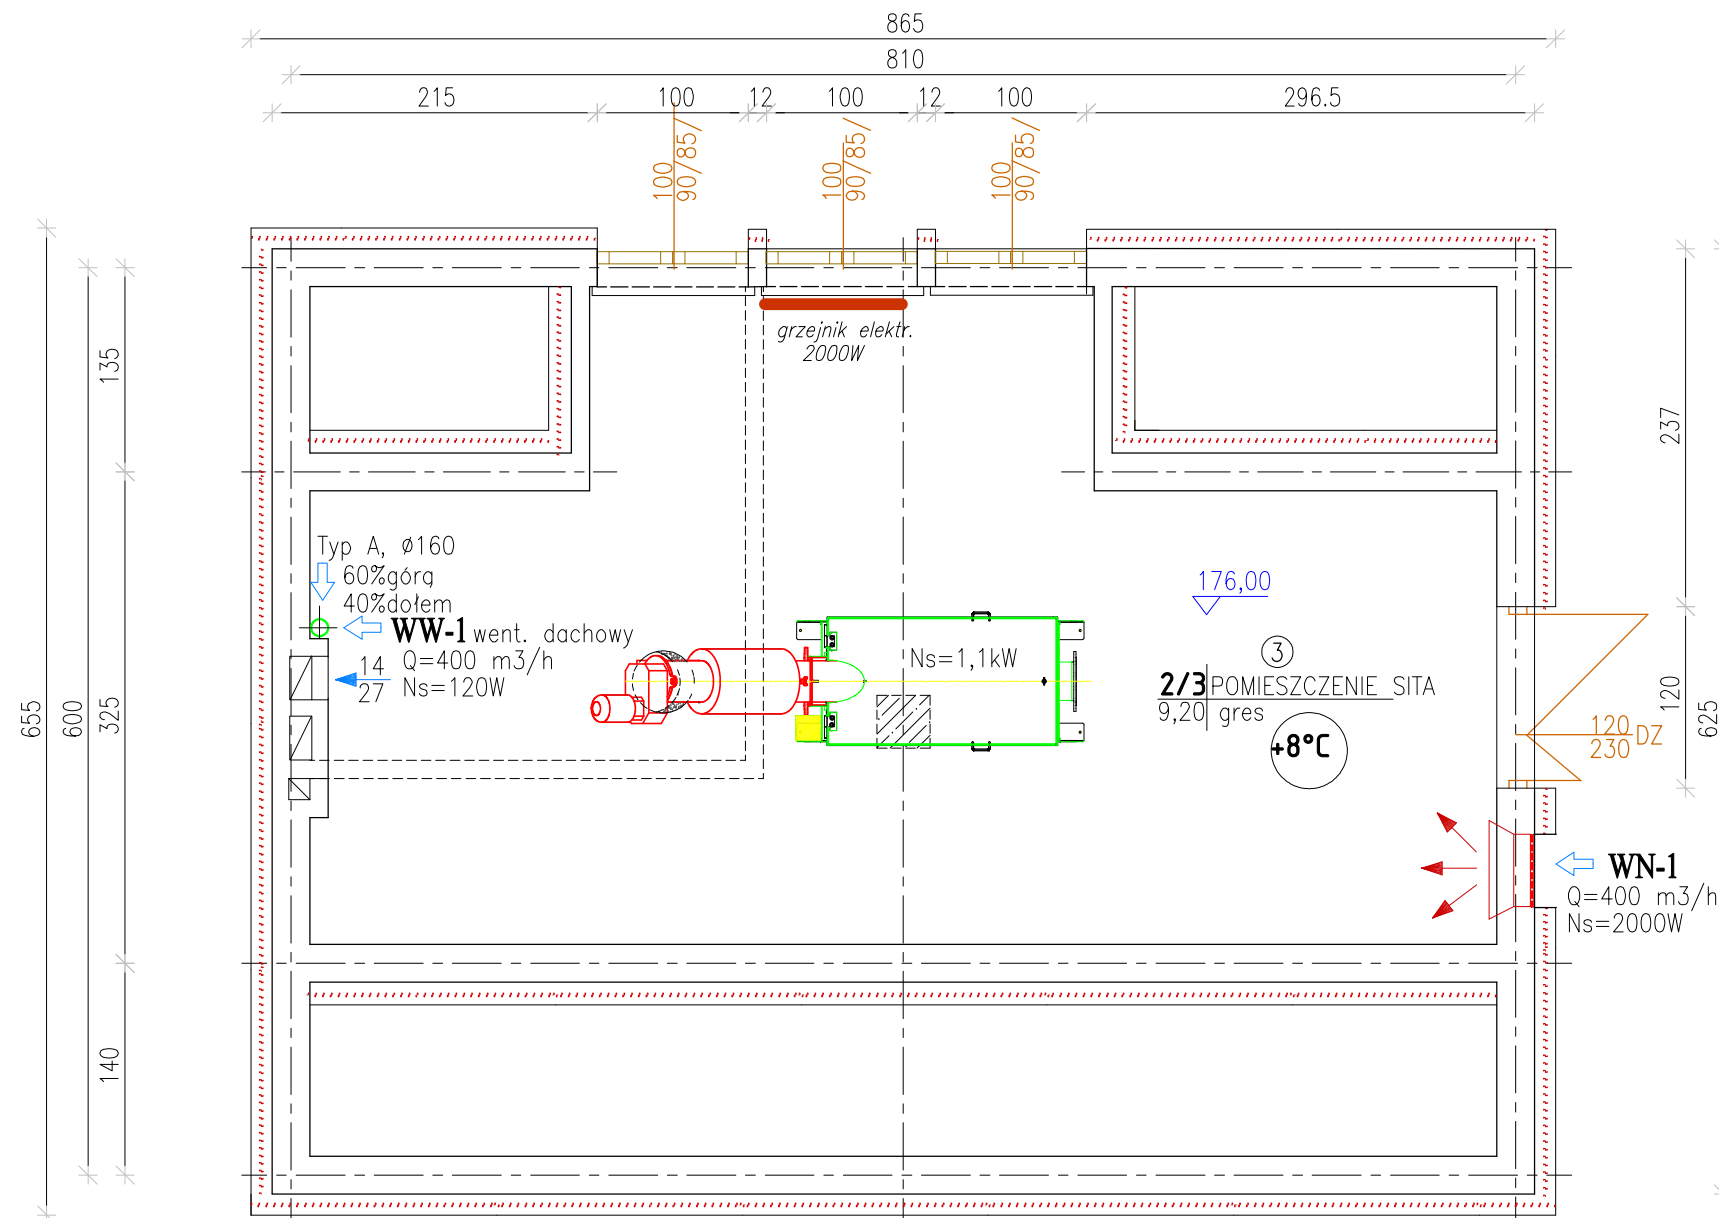 865
810
215 100 12 100 12 100 296.5
100
90/85/
100
90/85/
100
90/85/
grzejnik elektr.
2000W
135
237
Typ A, ø160
60%górą
40%dołem
WW-1 went. dachowy
Q=400 m3/h
Ns=120W
14
27
176,00
Ns=1,1kW
3
2/3 POMIESZCZENIE SITA
9,20 gres
+8°C
655
600
325
120
625
120
230 DZ
WN-1
Q=400 m3/h
Ns=2000W
140